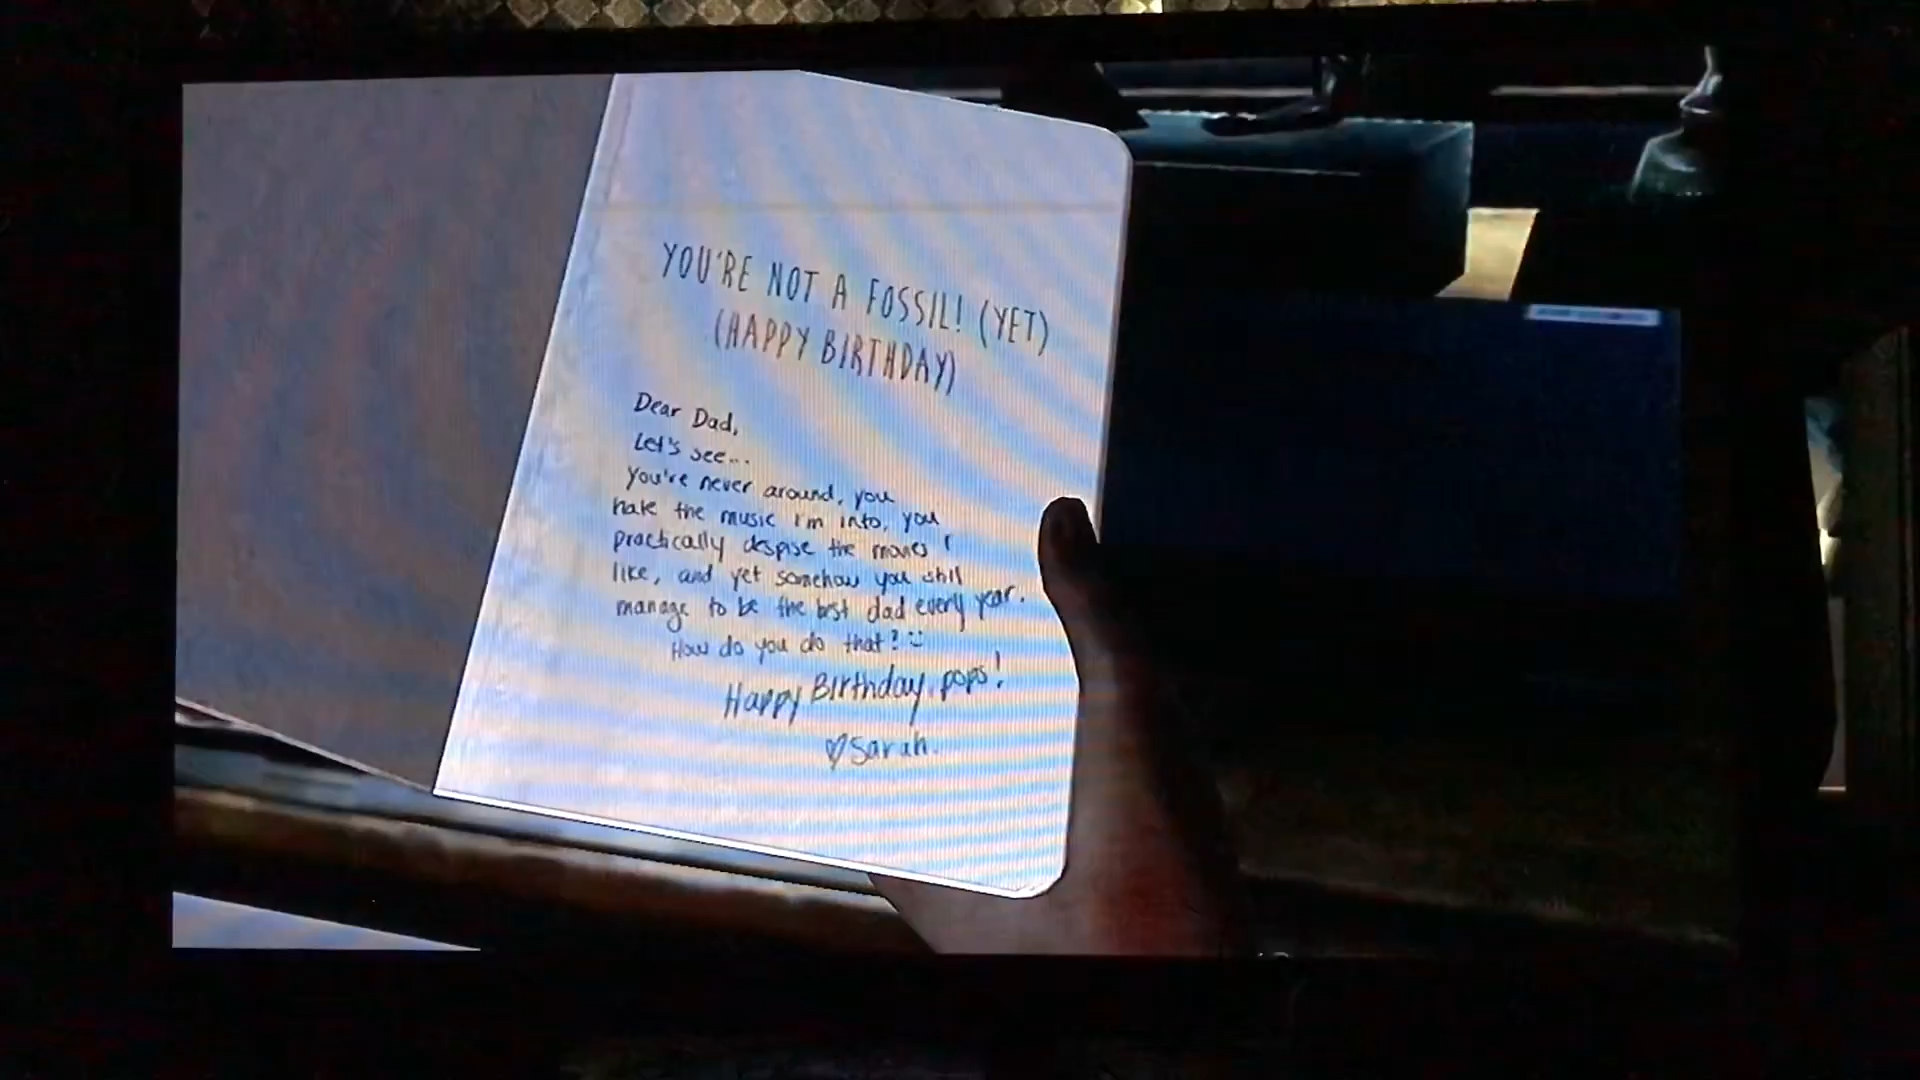 YOU'RE NOT A FOSSIL! (YET)
(HAPPY BIRTHDAY)
Dear Dad,
Let's see...
You're never around, you
hate the music I'm into, you
practically despise the movies I
like, and yet somehow you still
manage to be the best dad every year.
How do you do that? :)
Happy Birthday, pops!
♡Sarah.